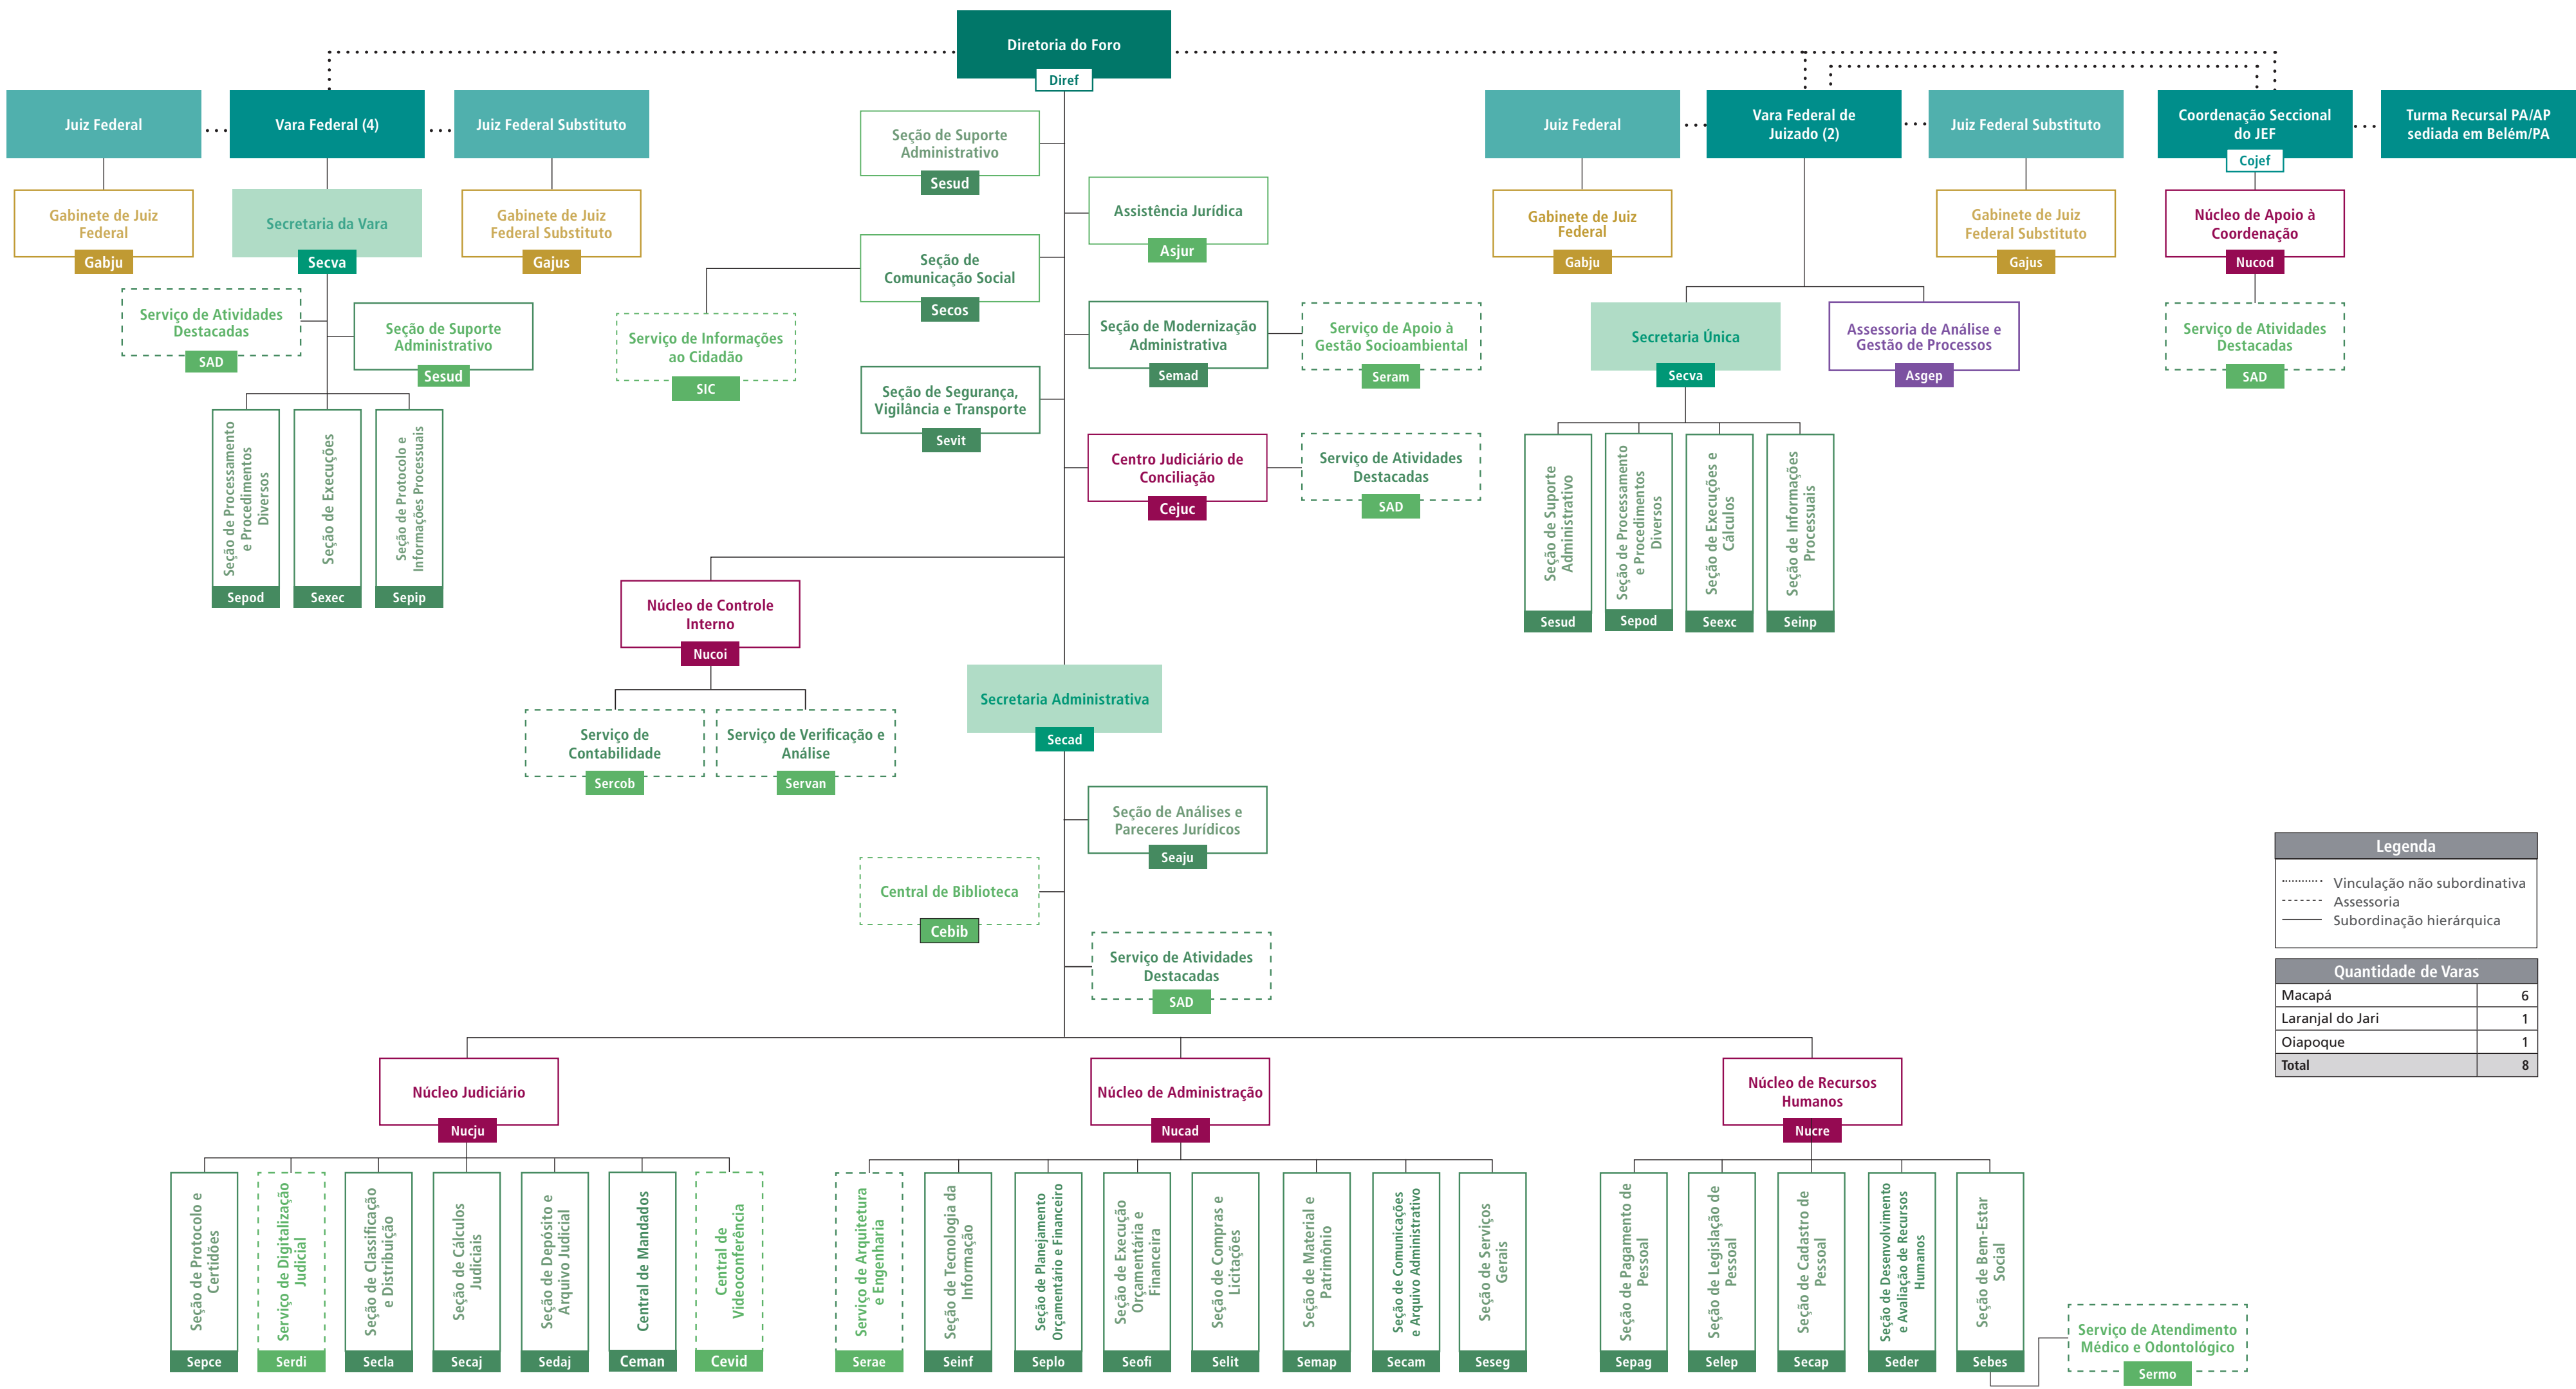 Diretoria do Foro
Diref
Juiz Federal
Vara Federal (4)
Juiz Federal Substituto
Gabinete de Juiz
Federal
Gabju
Secretaria da Vara
Secva
Gabinete de Juiz
Federal Substituto
Gajus
Serviço de Atividades
Destacadas
SAD
Seção de Suporte
Administrativo
Sesud
Seção de Processamento
e Procedimentos
Diversos
Sepod
Seção de Execuções
Sexec
Seção de Protocolo e
Informações Processuais
Sepip
Seção de Suporte
Administrativo
Sesud
Assistência Jurídica
Asjur
Seção de
Comunicação Social
Secos
Serviço de Informações
ao Cidadão
SIC
Seção de Modernização
Administrativa
Semad
Serviço de Apoio à
Gestão Socioambiental
Seram
Seção de Segurança,
Vigilância e Transporte
Sevit
Centro Judiciário de
Conciliação
Cejuc
Serviço de Atividades
Destacadas
SAD
Juiz Federal
Vara Federal de
Juizado (2)
Juiz Federal Substituto
Coordenação Seccional
do JEF
Cojef
Turma Recursal PA/AP
sediada em Belém/PA
Gabinete de Juiz
Federal
Gabju
Gabinete de Juiz
Federal Substituto
Gajus
Núcleo de Apoio à
Coordenação
Nucod
Secretaria Única
Secva
Assessoria de Análise e
Gestão de Processos
Asgep
Serviço de Atividades
Destacadas
SAD
Seção de Suporte
Administrativo
Sesud
Seção de Processamento
e Procedimentos
Diversos
Sepod
Seção de Execuções e
Cálculos
Seexc
Seção de Informações
Processuais
Seinp
Núcleo de Controle
Interno
Nucoi
Serviço de
Contabilidade
Sercob
Serviço de Verificação e
Análise
Servan
Secretaria Administrativa
Secad
Seção de Análises e
Pareceres Jurídicos
Seaju
Central de Biblioteca
Cebib
Serviço de Atividades
Destacadas
SAD
Legenda
Vinculação não subordinativa
Assessoria
Subordinação hierárquica
Quantidade de Varas
Macapá 6
Laranjal do Jari 1
Oiapoque 1
Total 8
Núcleo Judiciário
Nucju
Núcleo de Administração
Nucad
Núcleo de Recursos
Humanos
Nucre
Seção de Protocolo e
Certidões
Sepce
Serviço de Digitalização
Judicial
Serdi
Seção de Classificação
e Distribuição
Secla
Seção de Cálculos
Judiciais
Secaj
Seção de Depósito e
Arquivo Judicial
Sedaj
Central de Mandados
Ceman
Central de
Videoconferência
Cevid
Serviço de Arquitetura
e Engenharia
Serae
Seção de Tecnologia da
Informação
Seinf
Seção de Planejamento
Orçamentário e Financeiro
Seplo
Seção de Execução
Orçamentária e
Financeira
Seofi
Seção de Compras e
Licitações
Selit
Seção de Material e
Patrimônio
Semap
Seção de Comunicações
e Arquivo Administrativo
Secam
Seção de Serviços
Gerais
Seseg
Seção de Pagamento de
Pessoal
Sepag
Seção de Legislação de
Pessoal
Selep
Seção de Cadastro de
Pessoal
Secap
Seção de Desenvolvimento
e Avaliação de Recursos
Humanos
Seder
Seção de Bem-Estar
Social
Sebes
Serviço de Atendimento
Médico e Odontológico
Sermo